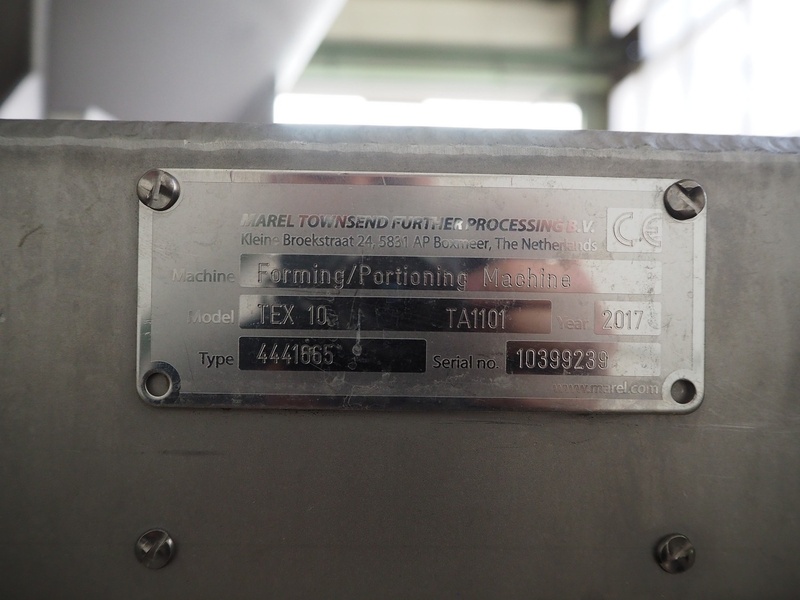 MAREL TOWNSEND FURTHER PROCESSING B.V.
Kleine Broekstraat 24, 5831 AP Boxmeer, The Netherlands
CE
Machine Forming/Portioning Machine
Model TEX 10 TA1101 Year 2017
Type 4441665 Serial no. 10399239
www.marel.com